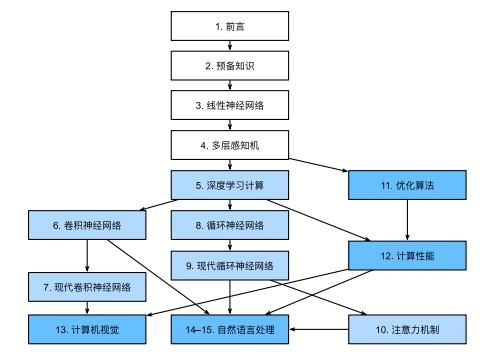 1. 前言
2. 预备知识
3. 线性神经网络
4. 多层感知机
5. 深度学习计算
11. 优化算法
6. 卷积神经网络
8. 循环神经网络
12. 计算性能
9. 现代循环神经网络
7. 现代卷积神经网络
13. 计算机视觉
14–15. 自然语言处理
10. 注意力机制